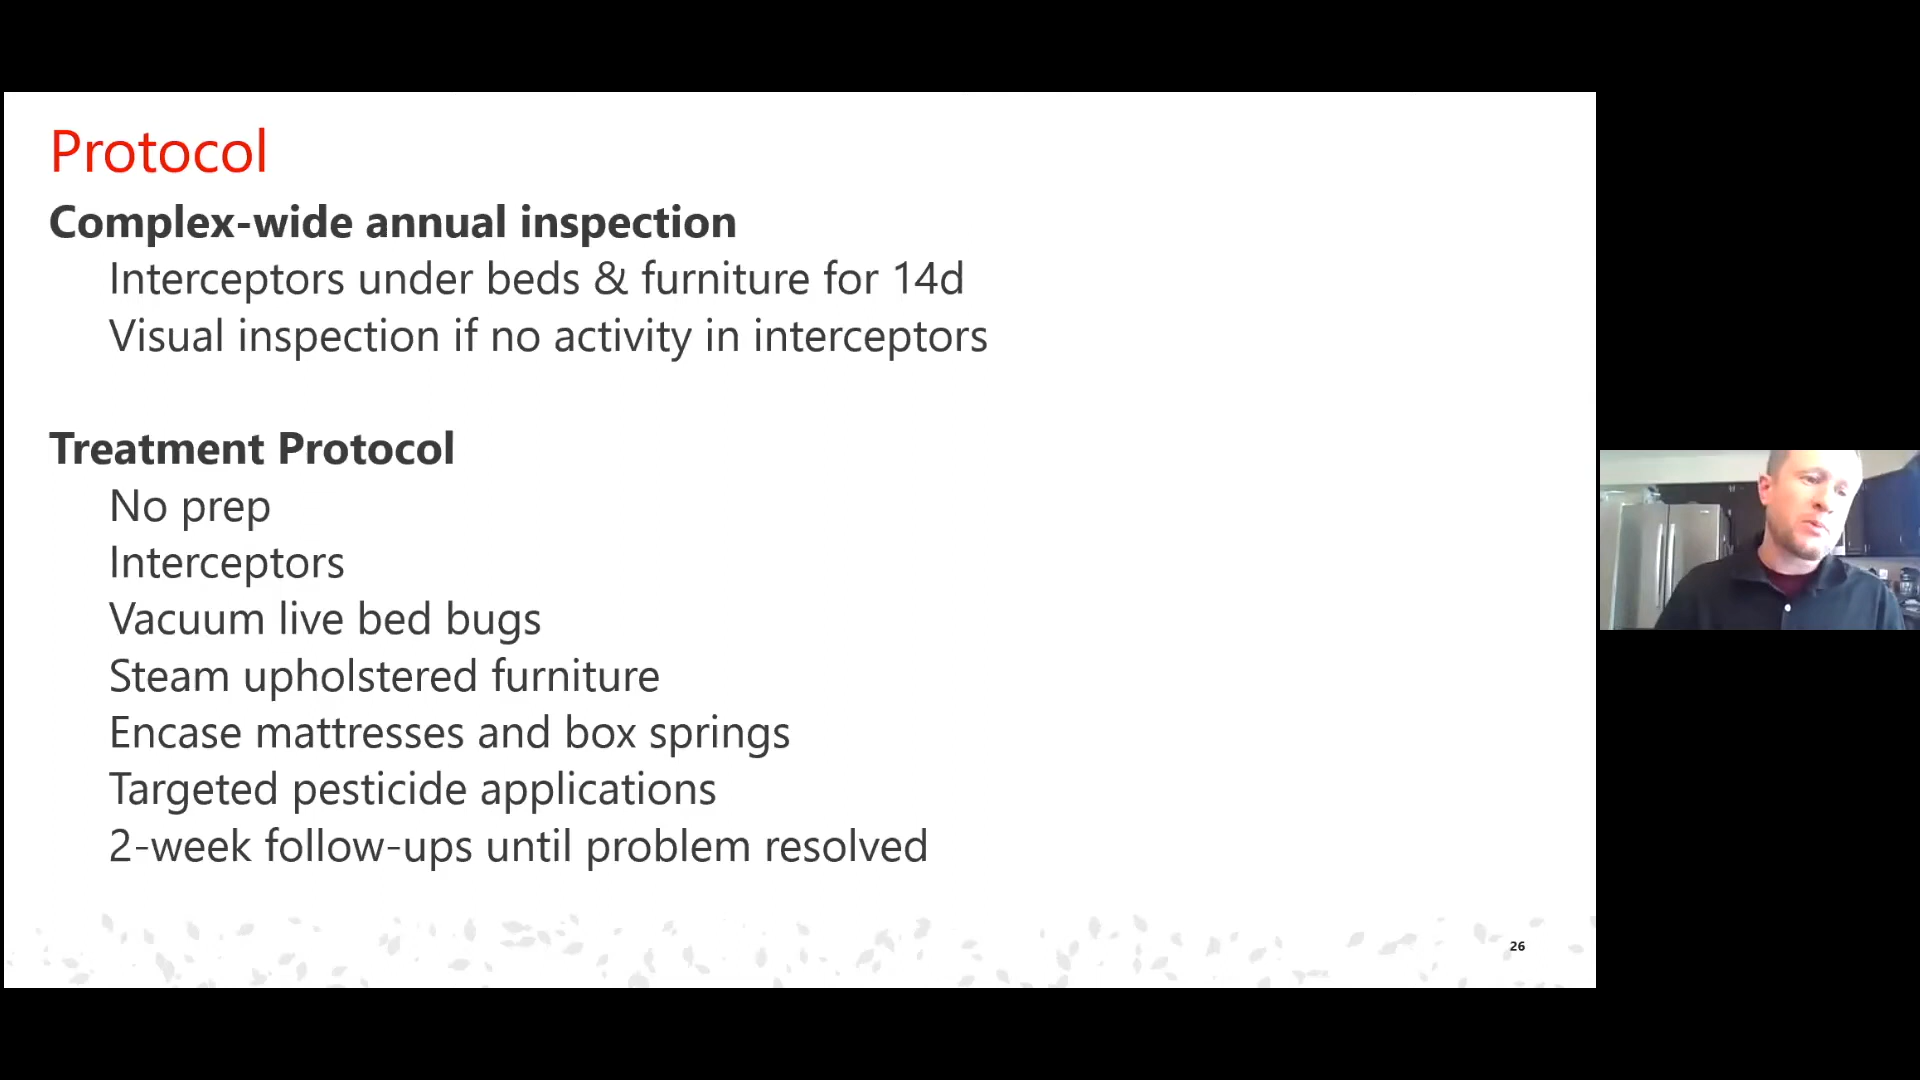 Protocol
Complex-wide annual inspection
Interceptors under beds & furniture for 14d
Visual inspection if no activity in interceptors
Treatment Protocol
No prep
Interceptors
Vacuum live bed bugs
Steam upholstered furniture
Encase mattresses and box springs
Targeted pesticide applications
2-week follow-ups until problem resolved
26